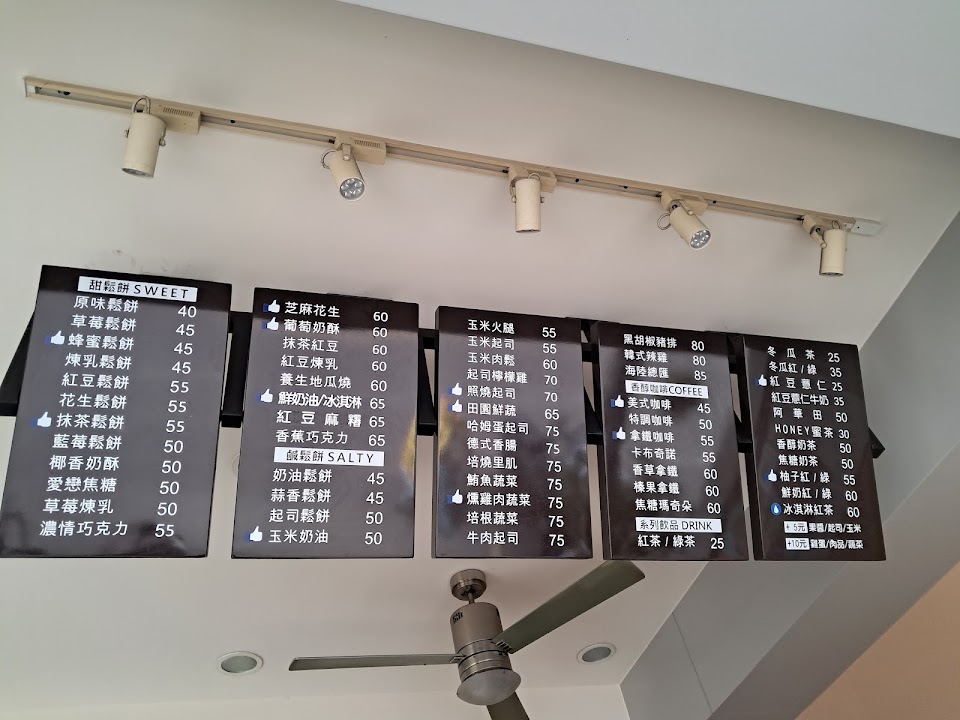 甜鬆餅 SWEET
原味鬆餅 40
草莓鬆餅 45
蜂蜜鬆餅 45
煉乳鬆餅 45
紅豆鬆餅 55
花生鬆餅 55
抹茶鬆餅 55
藍莓鬆餅 50
椰香奶酥 50
愛戀焦糖 50
草莓煉乳 50
濃情巧克力 55
芝麻花生 60
葡萄奶酥 60
抹茶紅豆 60
紅豆煉乳 60
養生地瓜燒 60
鮮奶油/冰淇淋 65
紅豆麻糬 65
香蕉巧克力 65
鹹鬆餅 SALTY
奶油鬆餅 45
蒜香鬆餅 45
起司鬆餅 50
玉米奶油 50
玉米火腿 55
玉米起司 55
玉米肉鬆 60
起司檸檬雞 70
照燒起司 70
田園鮮蔬 65
哈姆蛋起司 75
德式香腸 75
培燒里肌 75
鮪魚蔬菜 75
燻雞肉蔬菜 75
培根蔬菜 75
牛肉起司 75
黑胡椒豬排 80
韓式辣雞 80
海陸總匯 85
香醇咖啡COFFEE
美式咖啡 45
特調咖啡 50
拿鐵咖啡 55
卡布奇諾 55
香草拿鐵 60
榛果拿鐵 60
焦糖瑪奇朵 60
系列飲品 DRINK
紅茶 / 綠茶 25
冬瓜茶 25
冬瓜紅 / 綠 35
紅豆薏仁 25
紅豆薏仁牛奶 35
阿華田 50
HONEY蜜茶 30
香醇奶茶 50
焦糖奶茶 50
柚子紅 / 綠 55
鮮奶紅 / 綠 60
冰淇淋紅茶 60
+ 5元 果醬/起司/玉米
+10元 雞蛋/肉品/蔬菜